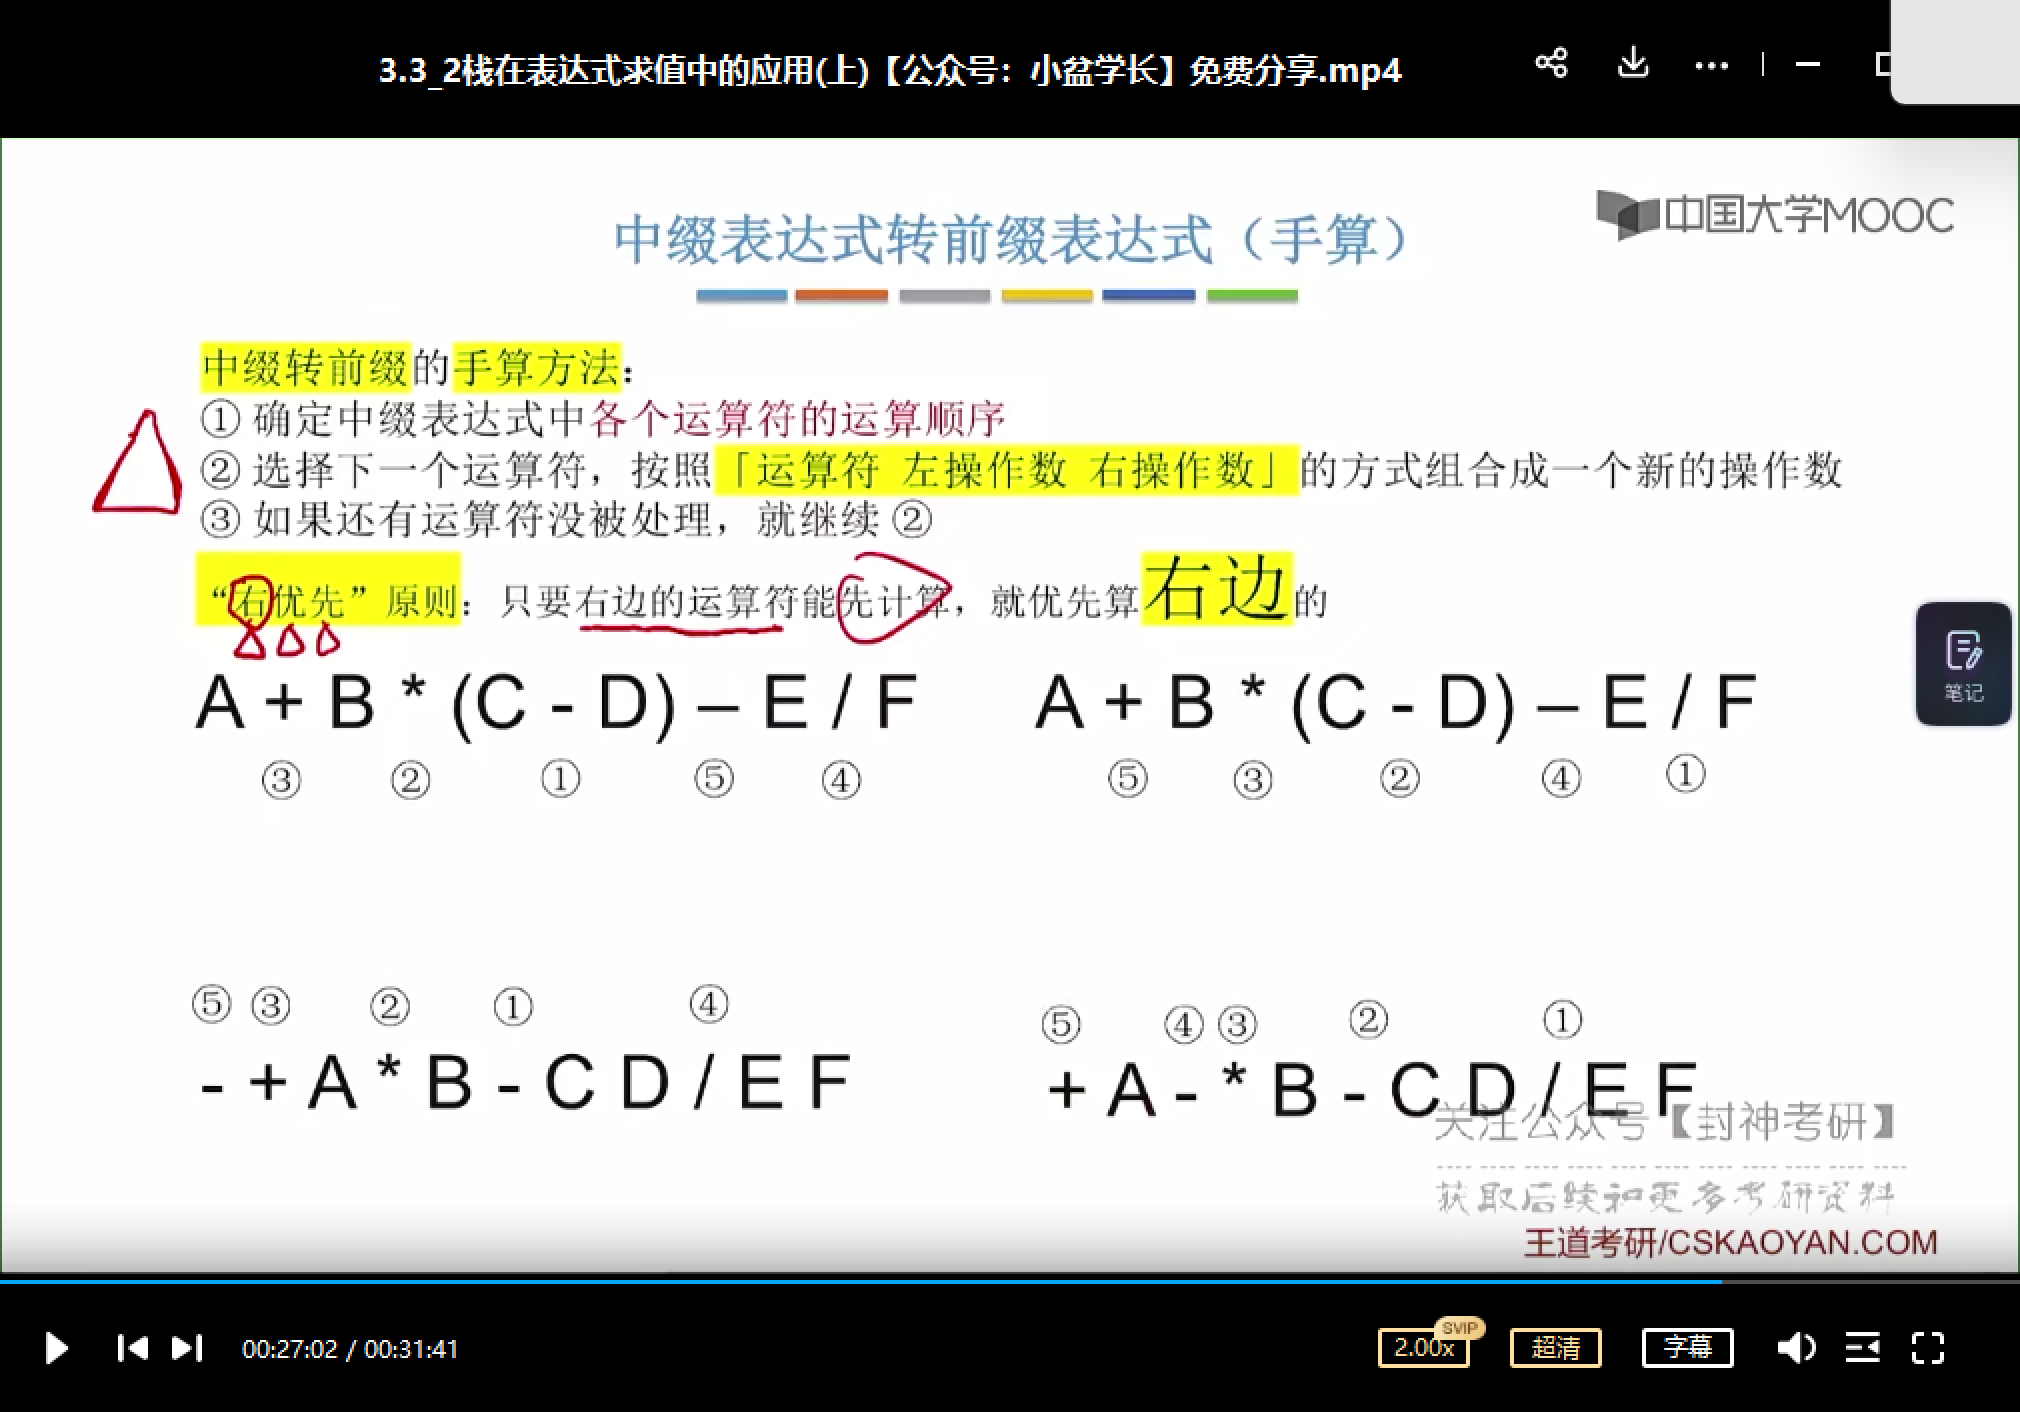 3.3_2栈在表达式求值中的应用(上)【公众号：小盆学长】免费分享.mp4
中国大学MOOC
中缀表达式转前缀表达式（手算）
中缀转前缀的手算方法：
① 确定中缀表达式中各个运算符的运算顺序
② 选择下一个运算符，按照「运算符 左操作数 右操作数」的方式组合成一个新的操作数
③ 如果还有运算符没被处理，就继续 ②
“右优先”原则：只要右边的运算符能先计算，就优先算右边的
笔记
A + B * (C - D) – E / F
A + B * (C - D) – E / F
③ ② ① ⑤ ④
⑤ ③ ② ④ ①
⑤ ③ ② ① ④
⑤ ④ ③ ② ①
- + A * B - C D / E F
+ A - * B - C D / E F
关注公众号【封神考研】
获取后续和更多考研资料
王道考研/CSKAOYAN.COM
00:27:02 / 00:31:41
2.00x
SVIP
超清
字幕